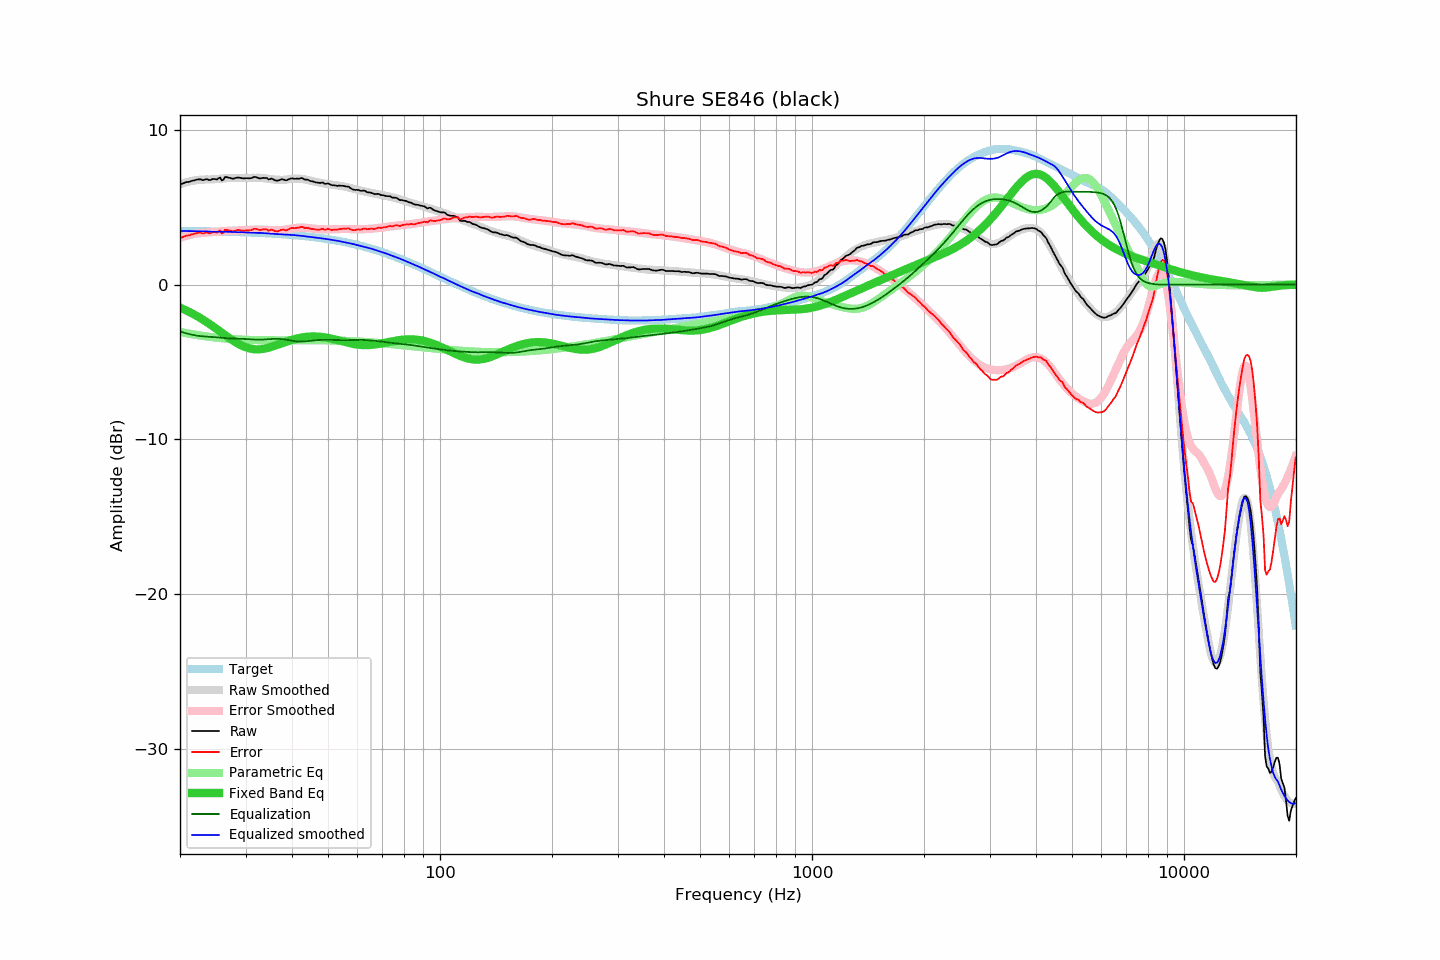 Shure SE846 (black)
10
0
−10
−20
−30
Amplitude (dBr)
Target
Raw Smoothed
Error Smoothed
Raw
Error
Parametric Eq
Fixed Band Eq
Equalization
Equalized smoothed
100 1000 10000
Frequency (Hz)